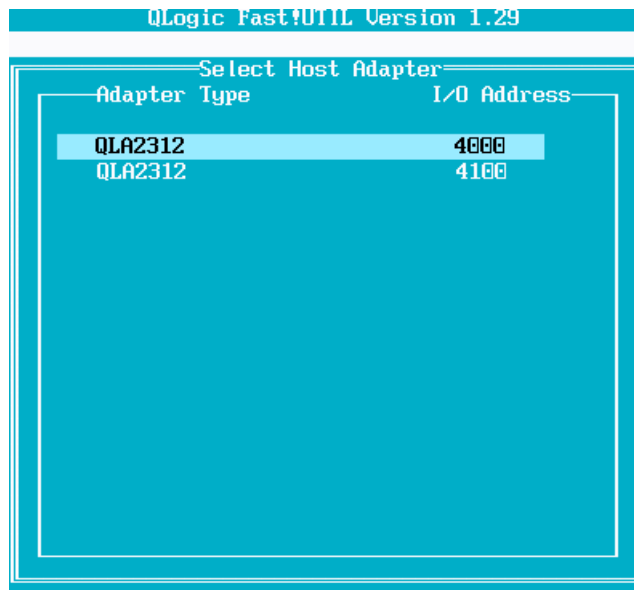 QLogic Fast!UTIL Version 1.29
Select Host Adapter
Adapter Type I/O Address
QLA2312 4000
QLA2312 4100